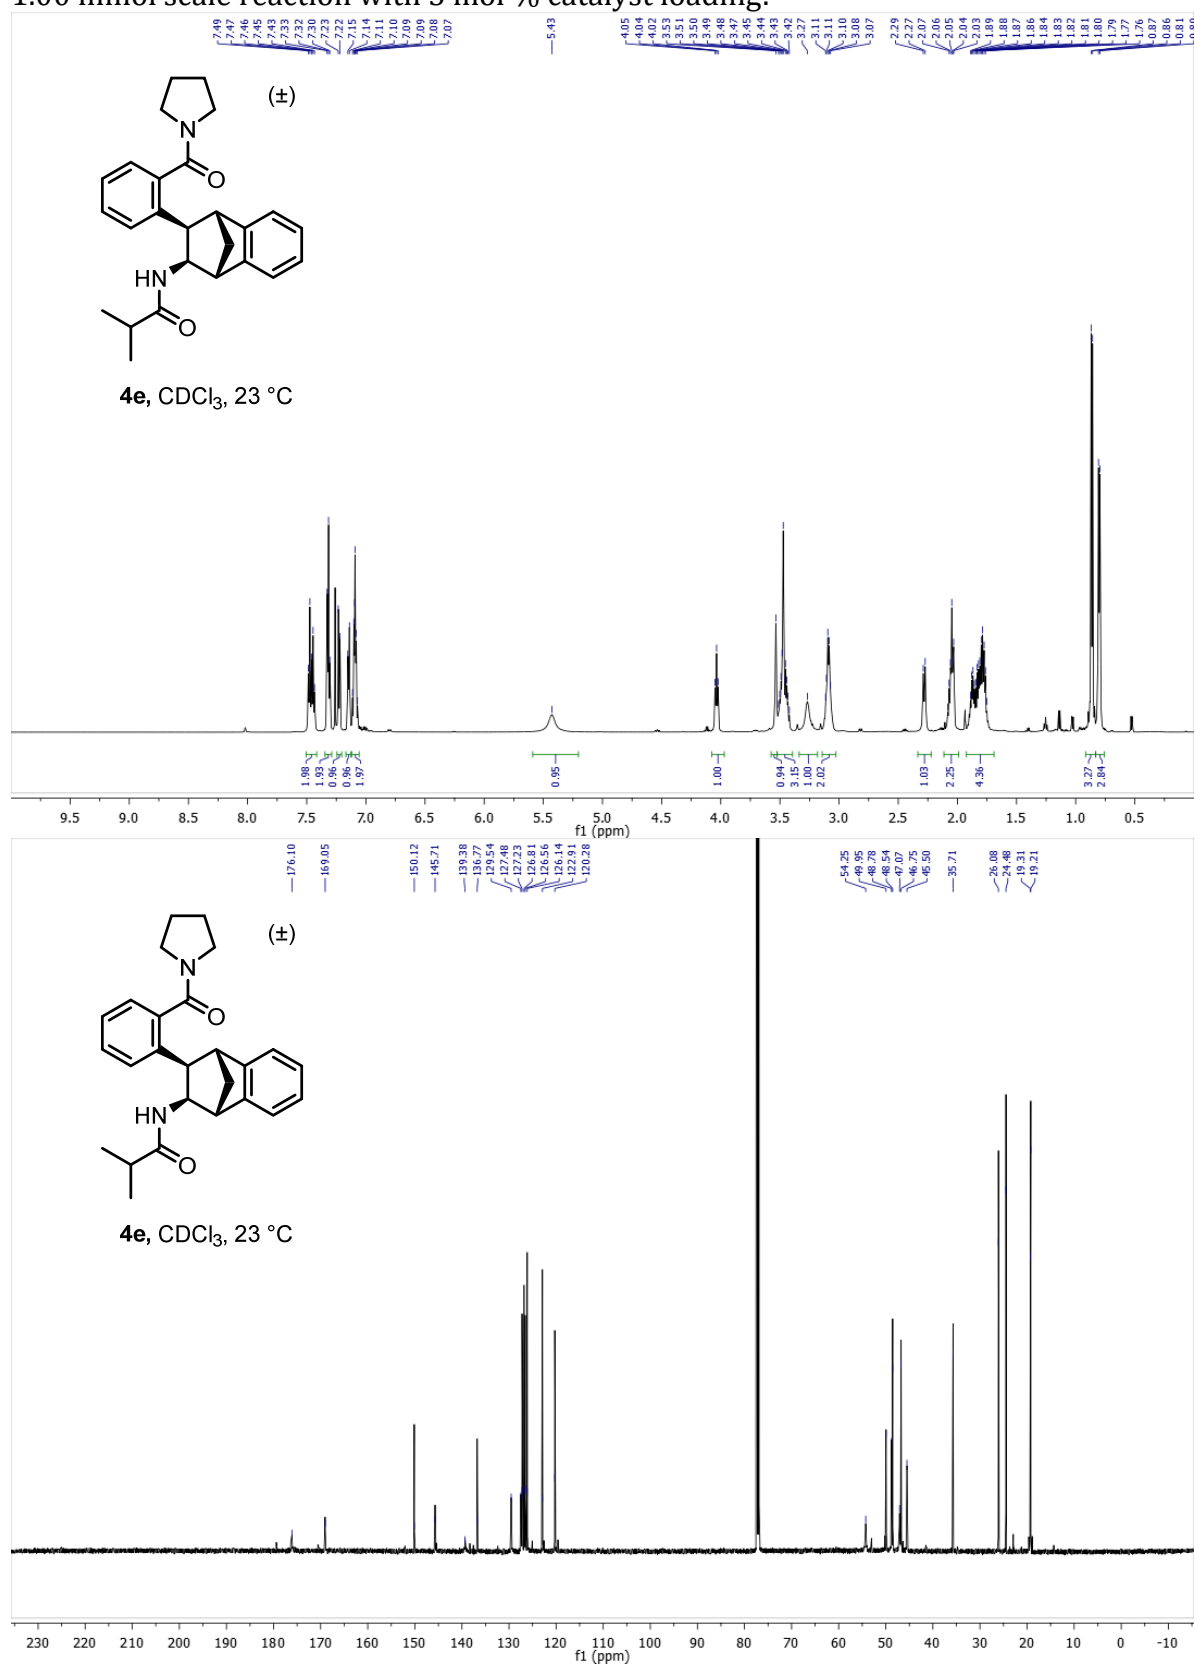 1.00 mmol scale reaction with 5 mol % catalyst loading.
7.49 7.47 7.46 7.45 7.43 7.33 7.32 7.30 7.23 7.22 7.15 7.14 7.11 7.10 7.09 7.09 7.08 7.07 5.43 4.05 4.04 4.02 3.53 3.51 3.50 3.49 3.48 3.47 3.45 3.44 3.43 3.42 3.27 3.11 3.11 3.10 3.08 3.07 2.29 2.27 2.07 2.06 2.05 2.04 2.03 1.89 1.88 1.87 1.86 1.84 1.83 1.82 1.81 1.80 1.79 1.77 1.76 0.87 0.86 0.81
(±)
N
O
HN
O
4e, CDCl3, 23 °C
1.98 1.93 0.96 0.96 1.97 0.95 1.00 0.94 3.15 1.00 2.02 1.03 2.25 4.36 3.27 2.84
9.5 9.0 8.5 8.0 7.5 7.0 6.5 6.0 5.5 5.0 4.5 4.0 3.5 3.0 2.5 2.0 1.5 1.0 0.5
f1 (ppm)
176.10 169.05 150.12 145.71 139.38 136.77 129.54 127.48 127.23 126.81 126.56 126.14 122.91 120.28 54.25 49.95 48.78 48.54 47.07 46.75 45.50 35.71 26.08 24.48 19.31 19.21
(±)
N
O
HN
O
4e, CDCl3, 23 °C
230 220 210 200 190 180 170 160 150 140 130 120 110 100 90 80 70 60 50 40 30 20 10 0 -10
f1 (ppm)